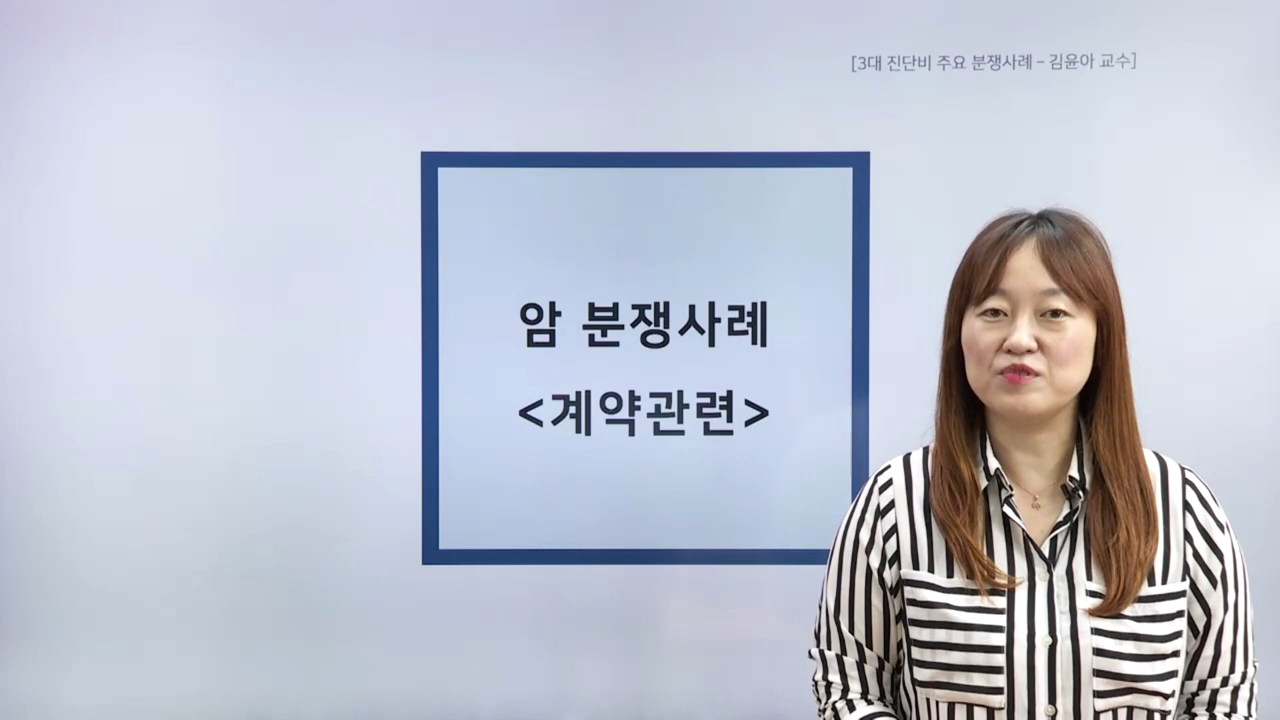 [3대 진단비 주요 분쟁사례 – 김윤아 교수]
암 분쟁사례
<계약관련>